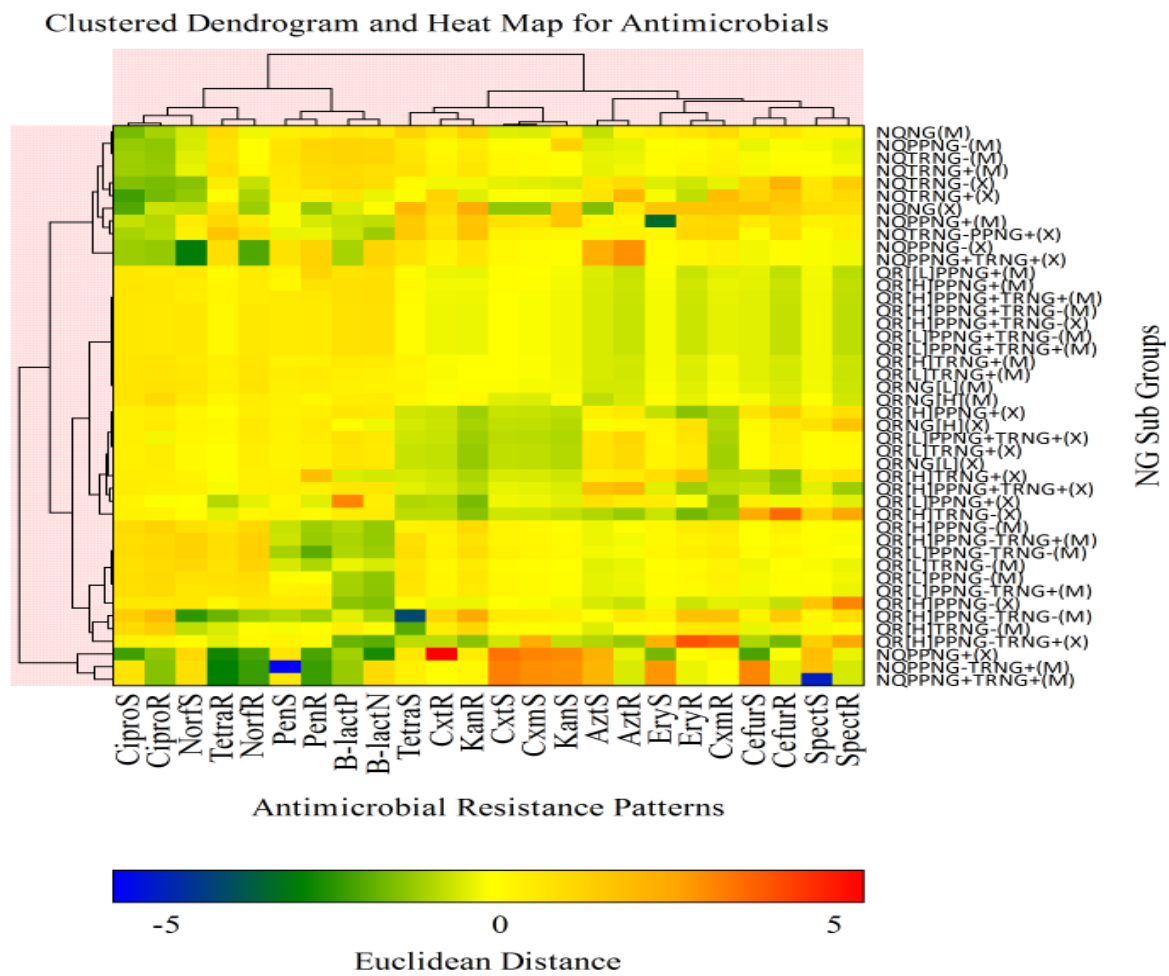 Clustered Dendrogram and Heat Map for Antimicrobials
NQNG(M)
NQPPNG-(M)
NQTRNG-(M)
NQTRNG+(M)
NQTRNG-(X)
NQTRNG+(X)
NQNG(X)
NQPPNG+(M)
NQTRNG-PPNG+(X)
NQPPNG-(X)
NQPPNG+TRNG+(X)
QR[[L]PPNG+(M)
QR[H]PPNG+(M)
QR[H]PPNG+TRNG+(M)
QR[H]PPNG+TRNG-(M)
QR[H]PPNG+TRNG-(X)
QR[L]PPNG+TRNG-(M)
QR[L]PPNG+TRNG+(M)
QR[H]TRNG+(M)
QR[L]TRNG+(M)
QRNG[L](M)
QRNG[H](M)
QR[H]PPNG+(X)
QRNG[H](X)
QR[L]PPNG+TRNG+(X)
QR[L]TRNG+(X)
QRNG[L](X)
QR[H]TRNG+(X)
QR[H]PPNG+TRNG+(X)
QR[L]PPNG+(X)
QR[H]TRNG-(X)
QR[H]PPNG-(M)
QR[H]PPNG-TRNG+(M)
QR[L]PPNG-TRNG-(M)
QR[L]TRNG-(M)
QR[L]PPNG-(M)
QR[L]PPNG-TRNG+(M)
QR[H]PPNG-(X)
QR[H]PPNG-TRNG-(M)
QR[H]TRNG-(M)
QR[H]PPNG-TRNG+(X)
NQPPNG+(X)
NQPPNG-TRNG+(M)
NQPPNG+TRNG+(M)
NG Sub Groups
CiproS
CiproR
NorfS
TetraR
NorfR
PenS
PenR
B-lactP
B-lactN
TetraS
CxtR
KanR
CxtS
CxmS
KanS
AztS
AztR
EryS
EryR
CxmR
CefurS
CefurR
SpectS
SpectR
Antimicrobial Resistance Patterns
-5 0 5
Euclidean Distance